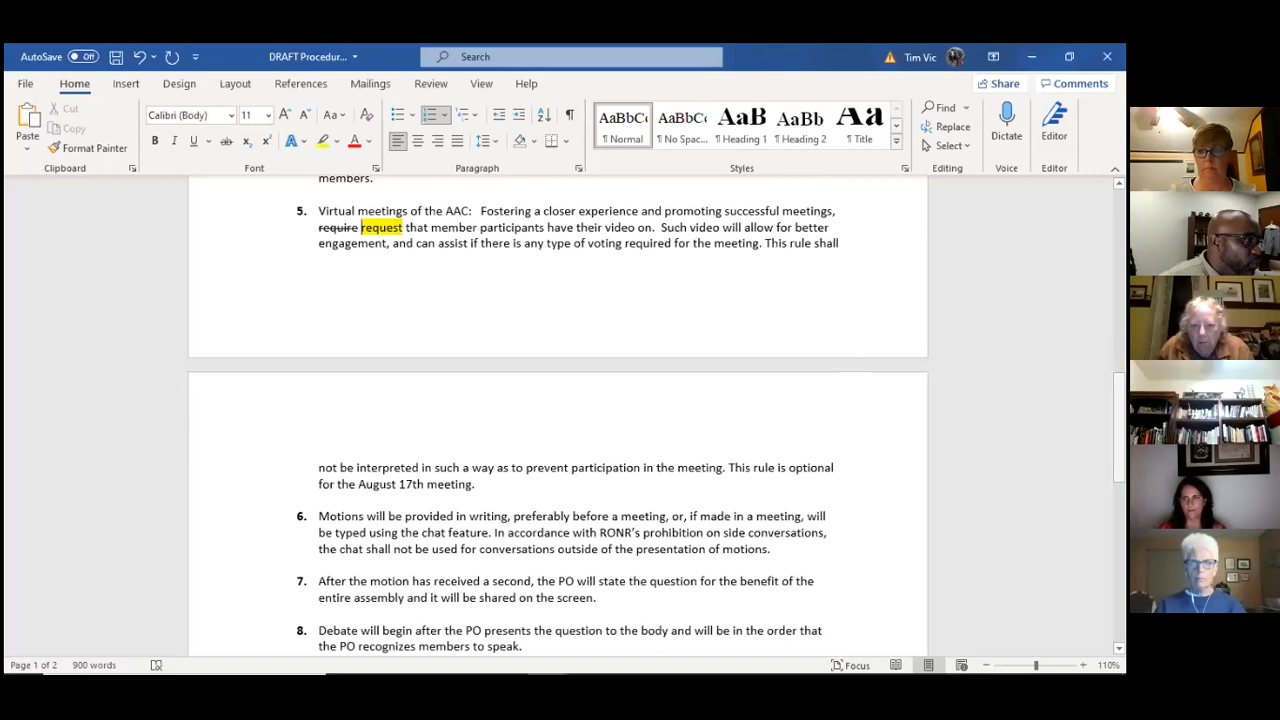 AutoSave Off DRAFT Procedur... Search Tim Vic
File Home Insert Design Layout References Mailings Review View Help Share Comments
Paste Cut Copy Format Painter
Calibri (Body) 11
AaBbCc AaBbCc AaB AaBb Aa
¶ Normal ¶ No Spac... ¶ Heading 1 ¶ Heading 2 ¶ Title
Find Replace Select
Dictate Editor
Clipboard Font Paragraph Styles Editing Voice Editor
members.
5. Virtual meetings of the AAC: Fostering a closer experience and promoting successful meetings,
require request that member participants have their video on. Such video will allow for better
engagement, and can assist if there is any type of voting required for the meeting. This rule shall
not be interpreted in such a way as to prevent participation in the meeting. This rule is optional
for the August 17th meeting.
6. Motions will be provided in writing, preferably before a meeting, or, if made in a meeting, will
be typed using the chat feature. In accordance with RONR's prohibition on side conversations,
the chat shall not be used for conversations outside of the presentation of motions.
7. After the motion has received a second, the PO will state the question for the benefit of the
entire assembly and it will be shared on the screen.
8. Debate will begin after the PO presents the question to the body and will be in the order that
the PO recognizes members to speak.
Page 1 of 2 900 words Focus 110%